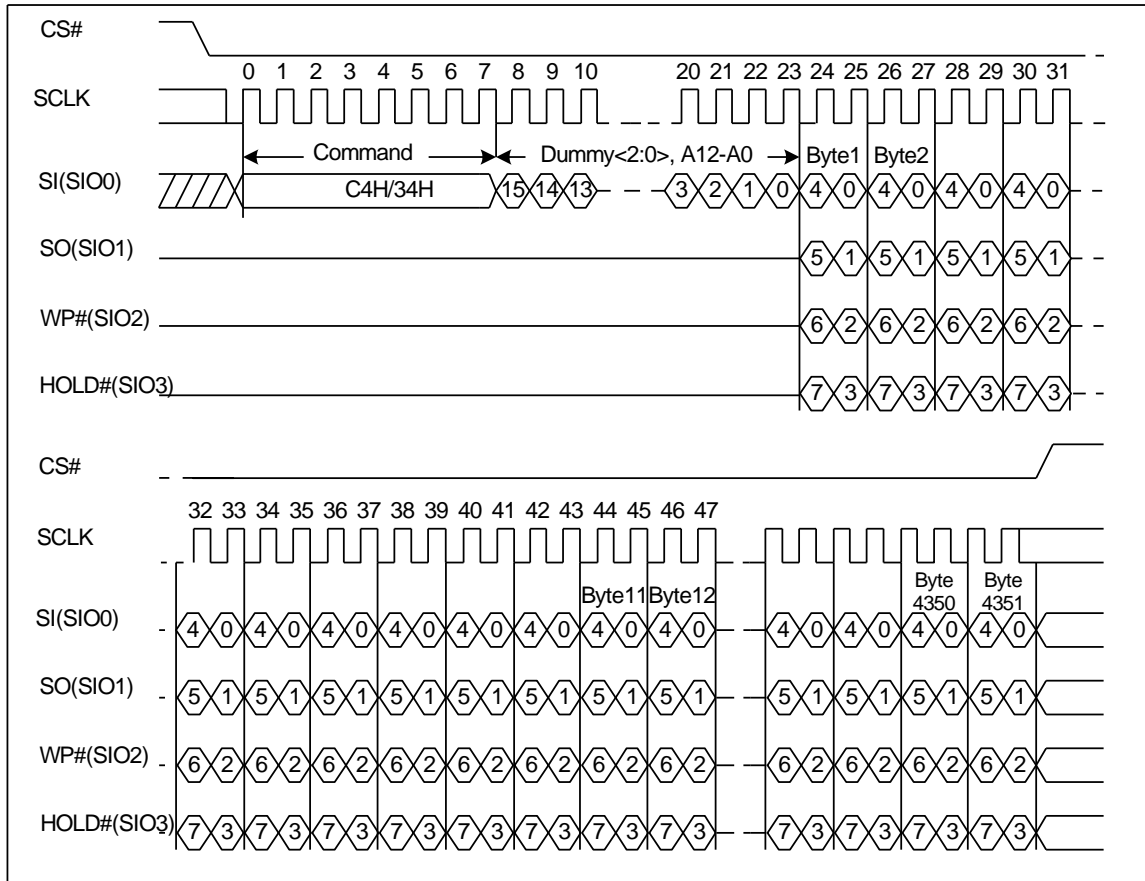 CS#
0 1 2 3 4 5 6 7 8 9 10 20 21 22 23 24 25 26 27 28 29 30 31
SCLK
Command Dummy<2:0>, A12-A0 Byte1 Byte2
SI(SIO0) C4H/34H 15 14 13 3 2 1 0 4 0 4 0 4 0 4 0
SO(SIO1) 5 1 5 1 5 1 5 1
WP#(SIO2) 6 2 6 2 6 2 6 2
HOLD#(SIO3) 7 3 7 3 7 3 7 3
CS#
32 33 34 35 36 37 38 39 40 41 42 43 44 45 46 47
SCLK
Byte11 Byte12 Byte 4350 Byte 4351
SI(SIO0) 4 0 4 0 4 0 4 0 4 0 4 0 4 0 4 0 4 0 4 0 4 0 4 0
SO(SIO1) 5 1 5 1 5 1 5 1 5 1 5 1 5 1 5 1 5 1 5 1 5 1 5 1
WP#(SIO2) 6 2 6 2 6 2 6 2 6 2 6 2 6 2 6 2 6 2 6 2 6 2 6 2
HOLD#(SIO3) 7 3 7 3 7 3 7 3 7 3 7 3 7 3 7 3 7 3 7 3 7 3 7 3